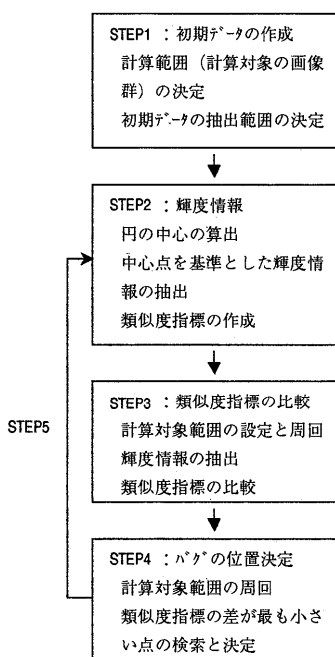 STEP1 ：初期ﾃﾞｰﾀの作成
計算範囲（計算対象の画像
群）の決定
初期ﾃﾞｰﾀの抽出範囲の決定
STEP2 ：輝度情報
円の中心の算出
中心点を基準とした輝度情
報の抽出
類似度指標の作成
STEP3 ：類似度指標の比較
計算対象範囲の設定と周回
輝度情報の抽出
類似度指標の比較
STEP5
STEP4 ：ﾊﾞｸﾞの位置決定
計算対象範囲の周回
類似度指標の差が最も小さ
い点の検索と決定